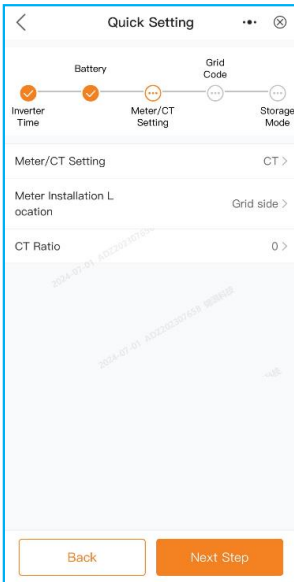 Quick Setting
Battery
Grid
Code
Inverter
Time
Meter/CT
Setting
Storage
Mode
Meter/CT Setting
CT >
Meter Installation L
ocation
Grid side >
CT Ratio
0 >
Back
Next Step